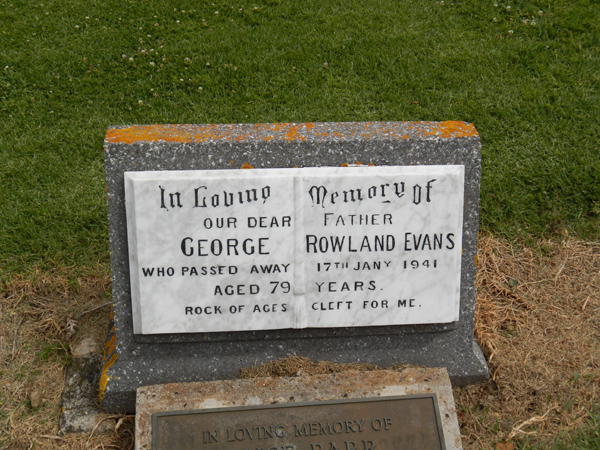 In Loving Memory of
OUR DEAR FATHER
GEORGE ROWLAND EVANS
WHO PASSED AWAY 17TH JANY 1941
AGED 79 YEARS.
ROCK OF AGES CLEFT FOR ME.
IN LOVING MEMORY OF